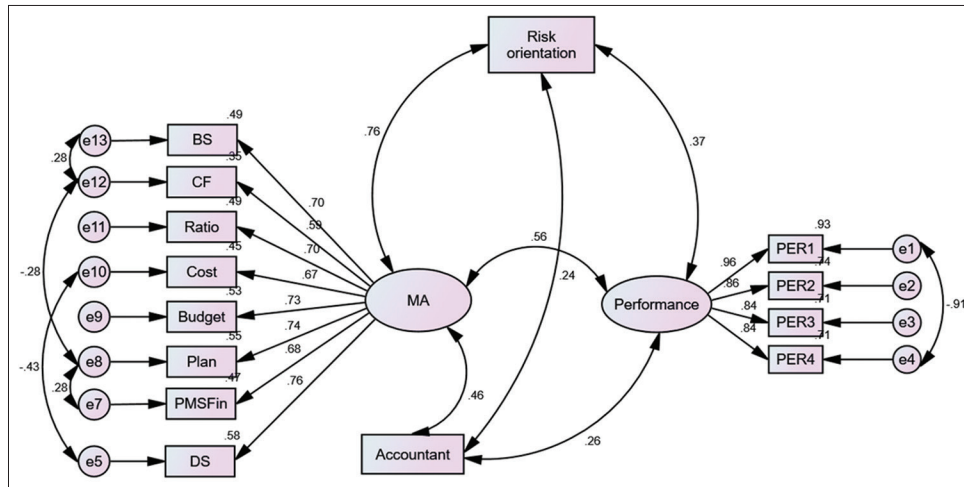 Risk
orientation
.49
e13
BS
.76
.37
.28
.35
e12
CF
.70
.59
.49
e11
Ratio
.70
.93
PER1
e1
.45
.56
-.28
e10
Cost
.67
.24
.96
.74
PER2
e2
.86
.53
MA
Performance
e9
Budget
.73
.84
.71
PER3
e3
-.91
.84
.71
PER4
e4
.55
.74
e8
Plan
-.43
.68
.47
.28
.76
e7
PMSFin
.46
.58
.26
e5
DS
Accountant